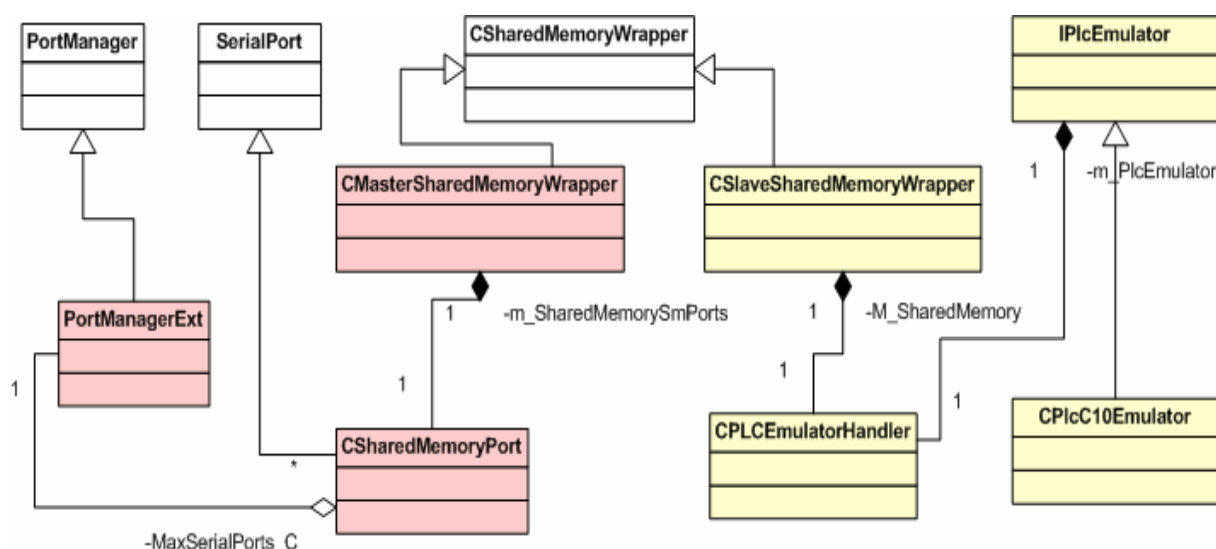 PortManager
SerialPort
CSharedMemoryWrapper
IPlcEmulator
CMasterSharedMemoryWrapper
CSlaveSharedMemoryWrapper
1
-m_PlcEmulator
PortManagerExt
1
-m_SharedMemorySmPorts
1
-M_SharedMemory
1
1
1
1
CPlcC10Emulator
CPLCEmulatorHandler
CSharedMemoryPort
*
-MaxSerialPorts_C